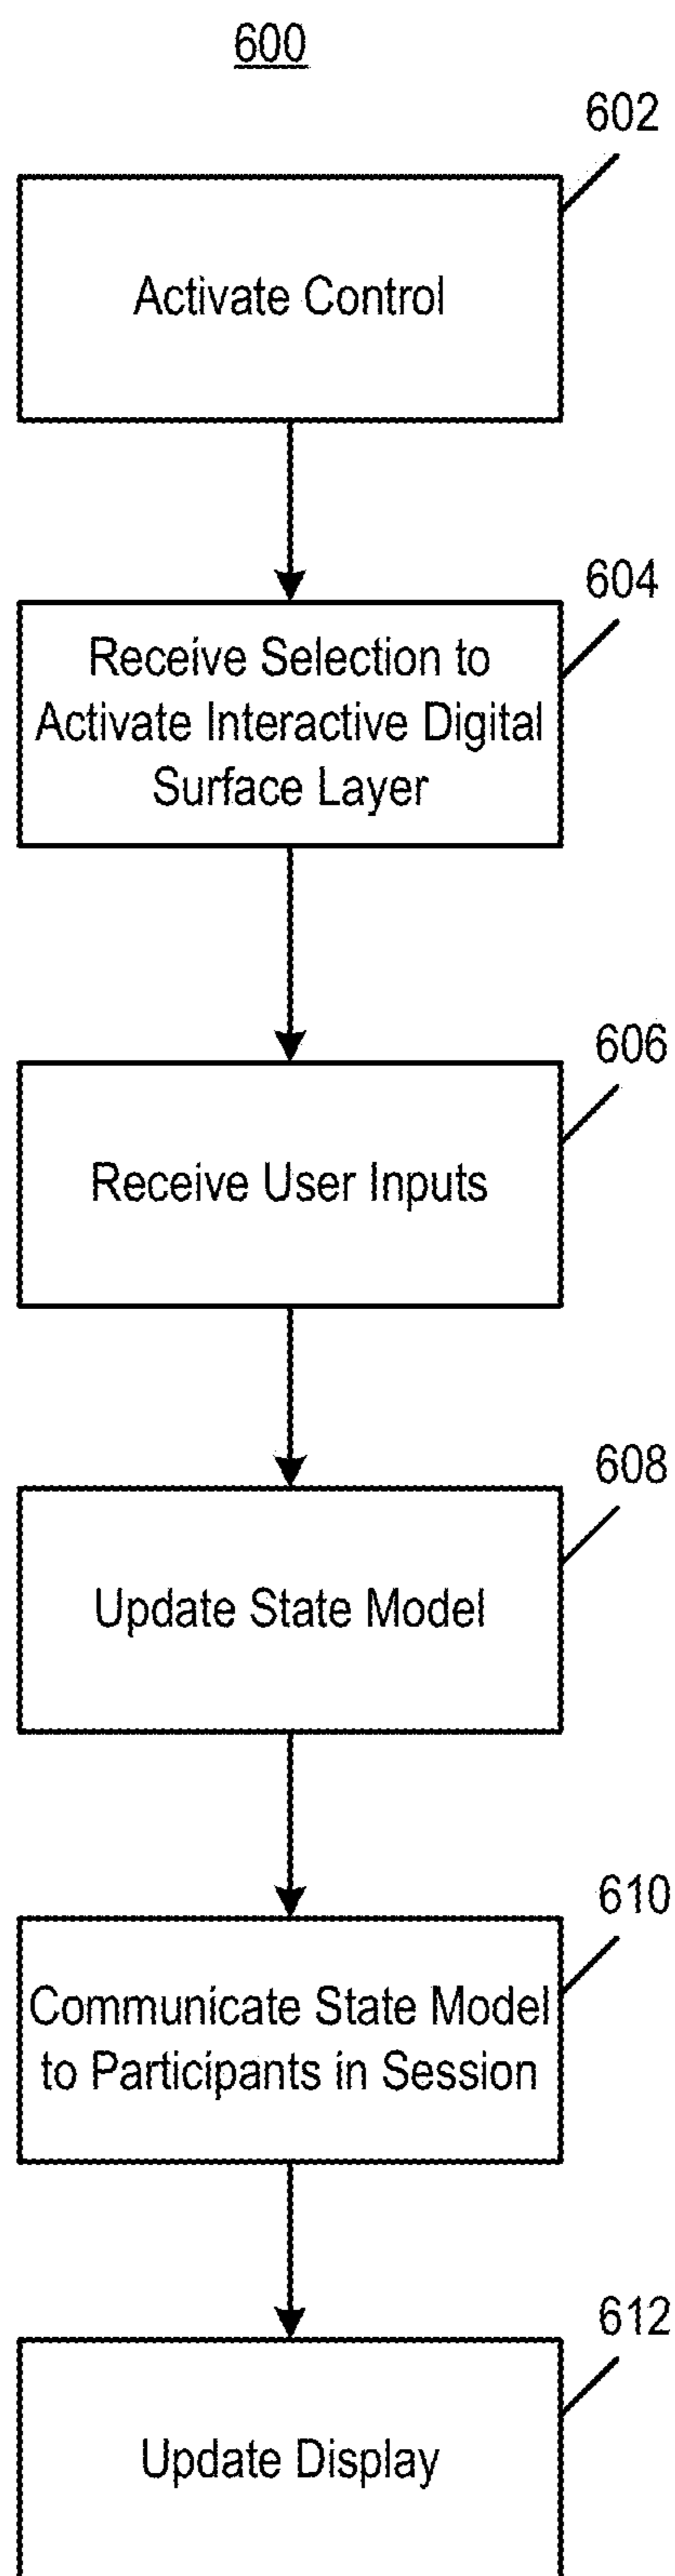 600
602
Activate Control
604
Receive Selection to
Activate Interactive Digital
Surface Layer
606
Receive User Inputs
608
Update State Model
610
Communicate State Model
to Participants in Session
612
Update Display